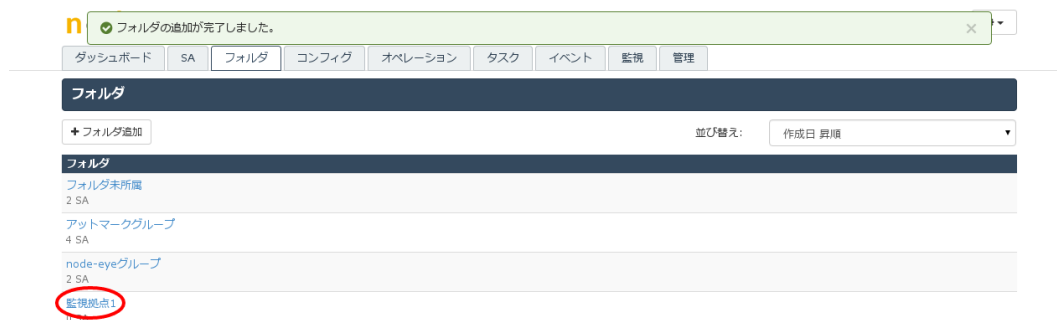 フォルダの追加が完了しました。
ダッシュボード SA フォルダ コンフィグ オペレーション タスク イベント 監視 管理
フォルダ
フォルダ追加 並び替え: 作成日 昇順
フォルダ
フォルダ未所属
2 SA
アットマークグループ
4 SA
node-eyeグループ
2 SA
監視拠点1